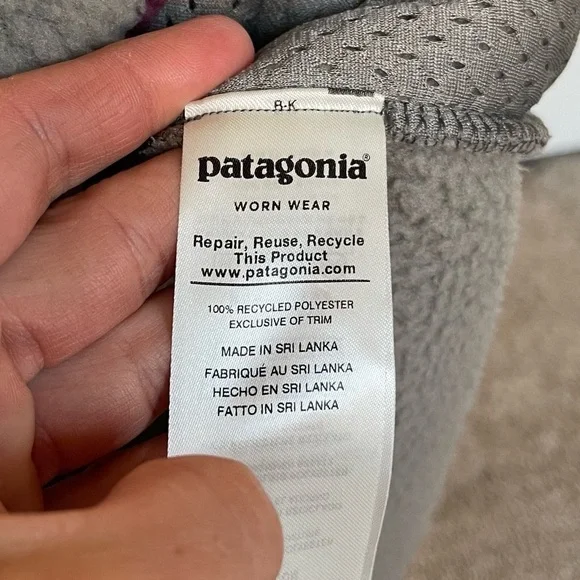 8-K
patagonia®
WORN WEAR
Repair, Reuse, Recycle
This Product
www.patagonia.com
100% RECYCLED POLYESTER
EXCLUSIVE OF TRIM
MADE IN SRI LANKA
FABRIQUÉ AU SRI LANKA
HECHO EN SRI LANKA
FATTO IN SRI LANKA